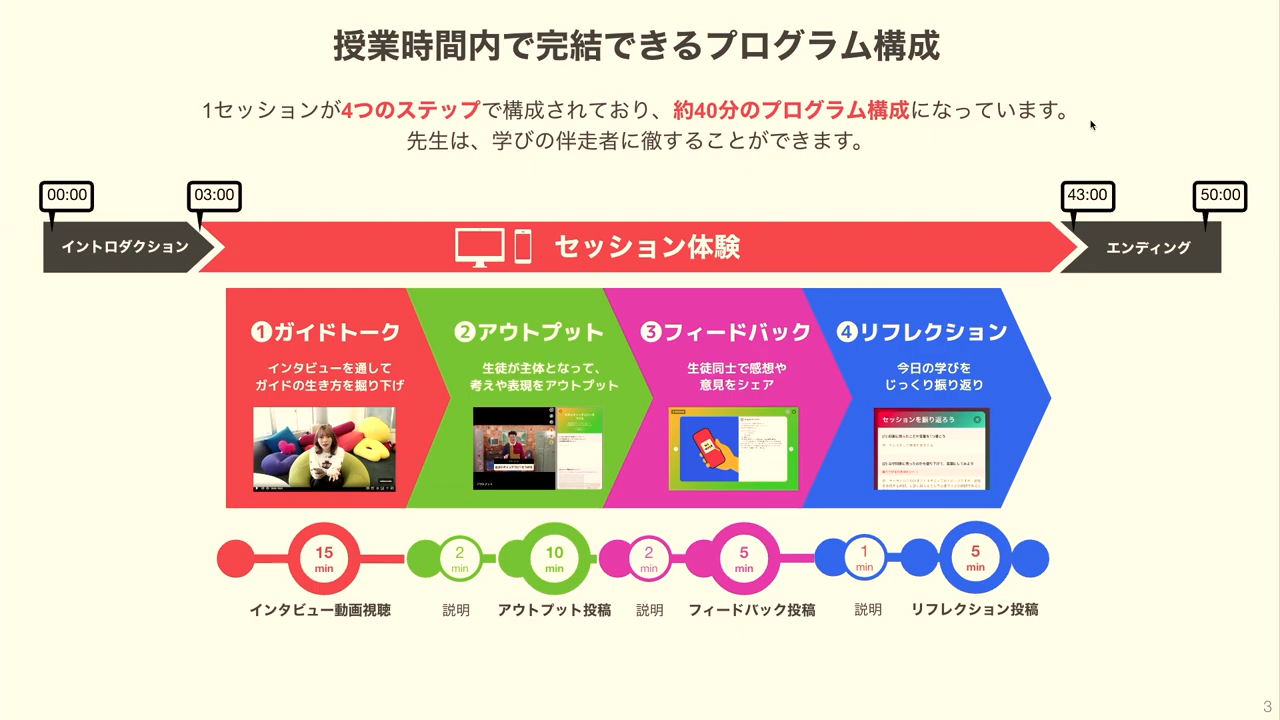 授業時間内で完結できるプログラム構成
1セッションが4つのステップで構成されており、約40分のプログラム構成になっています。
先生は、学びの伴走者に徹することができます。
00:00
03:00
43:00
50:00
イントロダクション
セッション体験
エンディング
❶ガイドトーク
❷アウトプット
❸フィードバック
❹リフレクション
インタビューを通して
ガイドの生き方を掘り下げ
生徒が主体となって、
考えや表現をアウトプット
生徒同士で感想や
意見をシェア
今日の学びを
じっくり振り返り
セッションを振り返ろう
15
min
2
min
10
min
2
min
5
min
1
min
5
min
インタビュー動画視聴
説明
アウトプット投稿
説明
フィードバック投稿
説明
リフレクション投稿
3